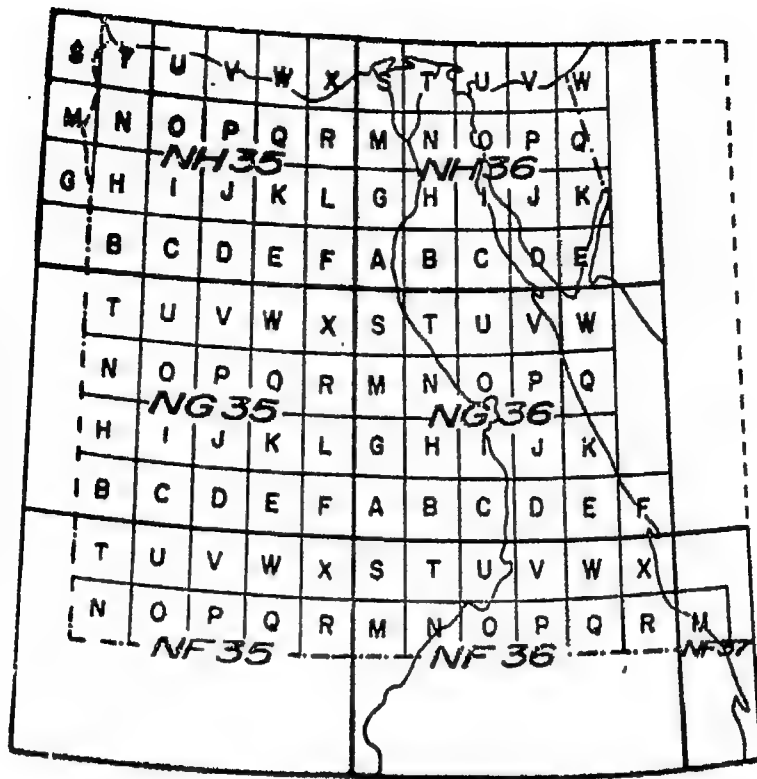 S T U V W X S T U V W
M N O P Q R M N O P Q
NH35 NH36
G H I J K L G H I J K
B C D E F A B C D E
T U V W X S T U V W
N O P Q R M N O P Q
NG35 NG36
H I J K L G H I J K
B C D E F A B C D E F
T U V W X S T U V W X
N O P Q R M N O P Q R M
NF35 NF36 NF37